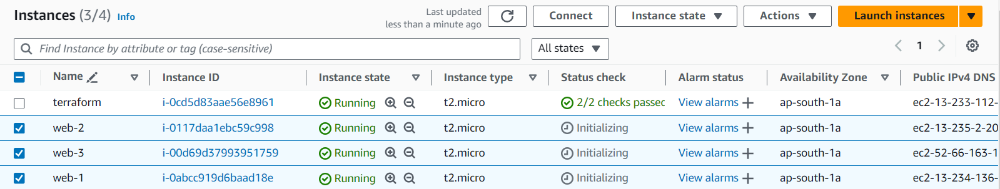 Instances (3/4) Info
Last updated
less than a minute ago
Connect
Instance state
Actions
Launch instances
Find Instance by attribute or tag (case-sensitive)
All states
1
Name Instance ID Instance state Instance type Status check Alarm status Availability Zone Public IPv4 DNS
terraform i-0cd5d83aae56e8961 Running t2.micro 2/2 checks passec View alarms + ap-south-1a ec2-13-233-112-
web-2 i-0117daa1ebc59c998 Running t2.micro Initializing View alarms + ap-south-1a ec2-13-235-2-20
web-3 i-00d69d37993951759 Running t2.micro Initializing View alarms + ap-south-1a ec2-52-66-163-1
web-1 i-0abcc919d6baad18e Running t2.micro Initializing View alarms + ap-south-1a ec2-13-234-136-